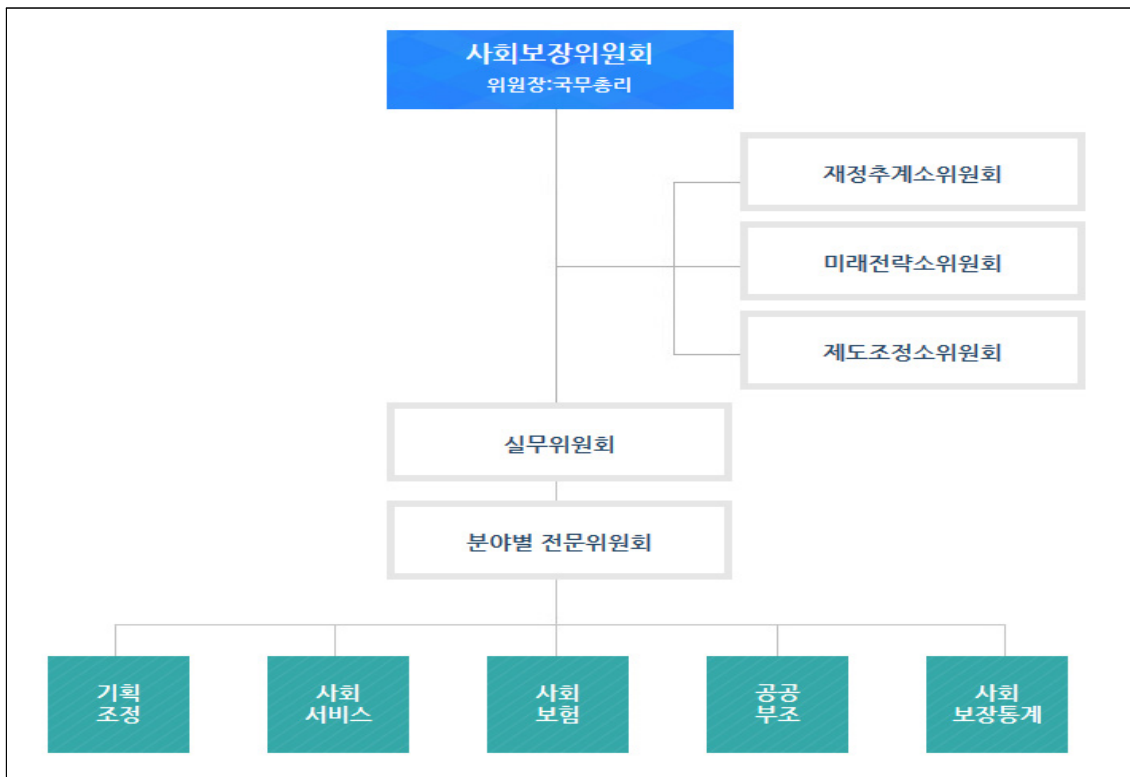 사회보장위원회
위원장:국무총리
재정추계소위원회
미래전략소위원회
제도조정소위원회
실무위원회
분야별 전문위원회
기획
조정
사회
서비스
사회
보험
공공
부조
사회
보장통계